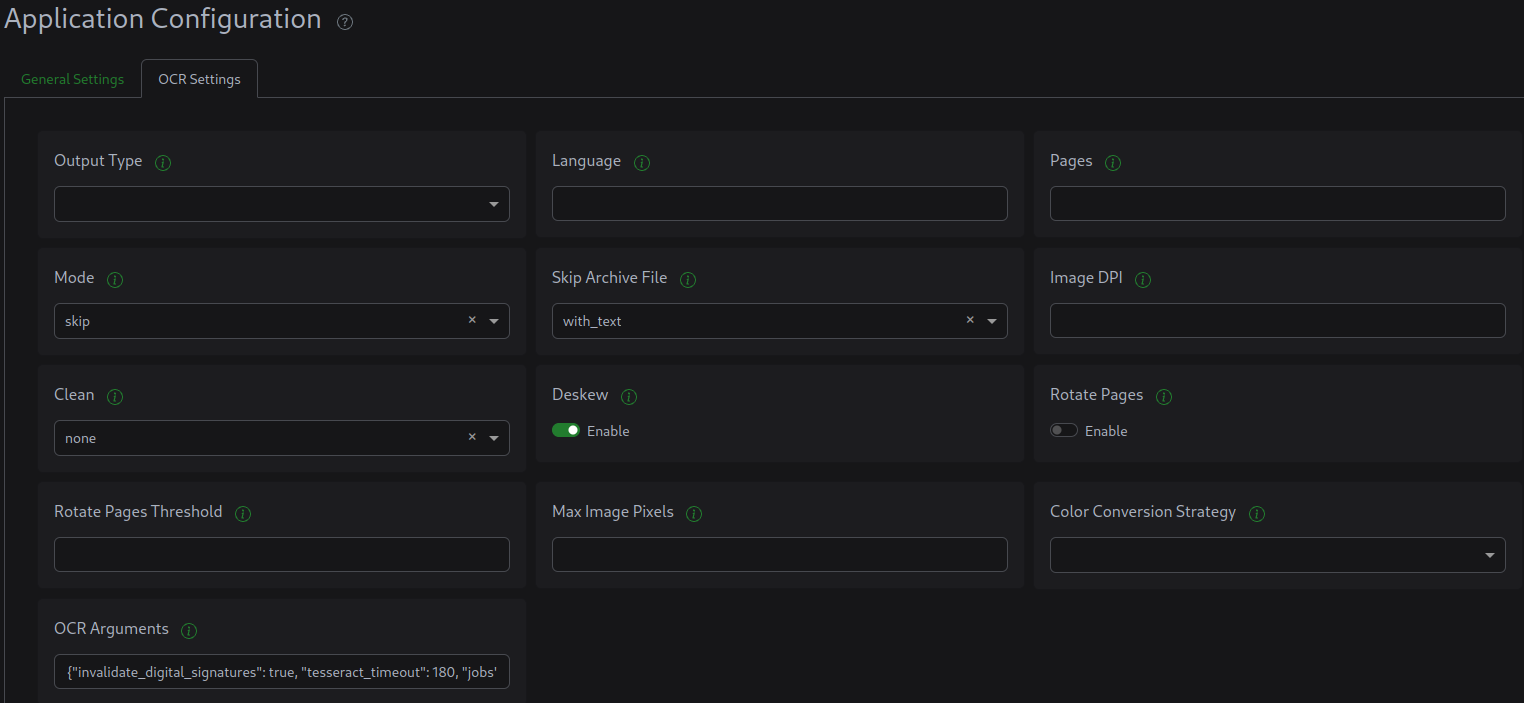 Application Configuration ?
General Settings
OCR Settings
Output Type i
Language i
Pages i
Mode i
Skip Archive File i
Image DPI i
skip ×
with_text ×
Clean i
Deskew i
Rotate Pages i
none ×
Enable
Enable
Rotate Pages Threshold i
Max Image Pixels i
Color Conversion Strategy i
OCR Arguments i
{"invalidate_digital_signatures": true, "tesseract_timeout": 180, "jobs'